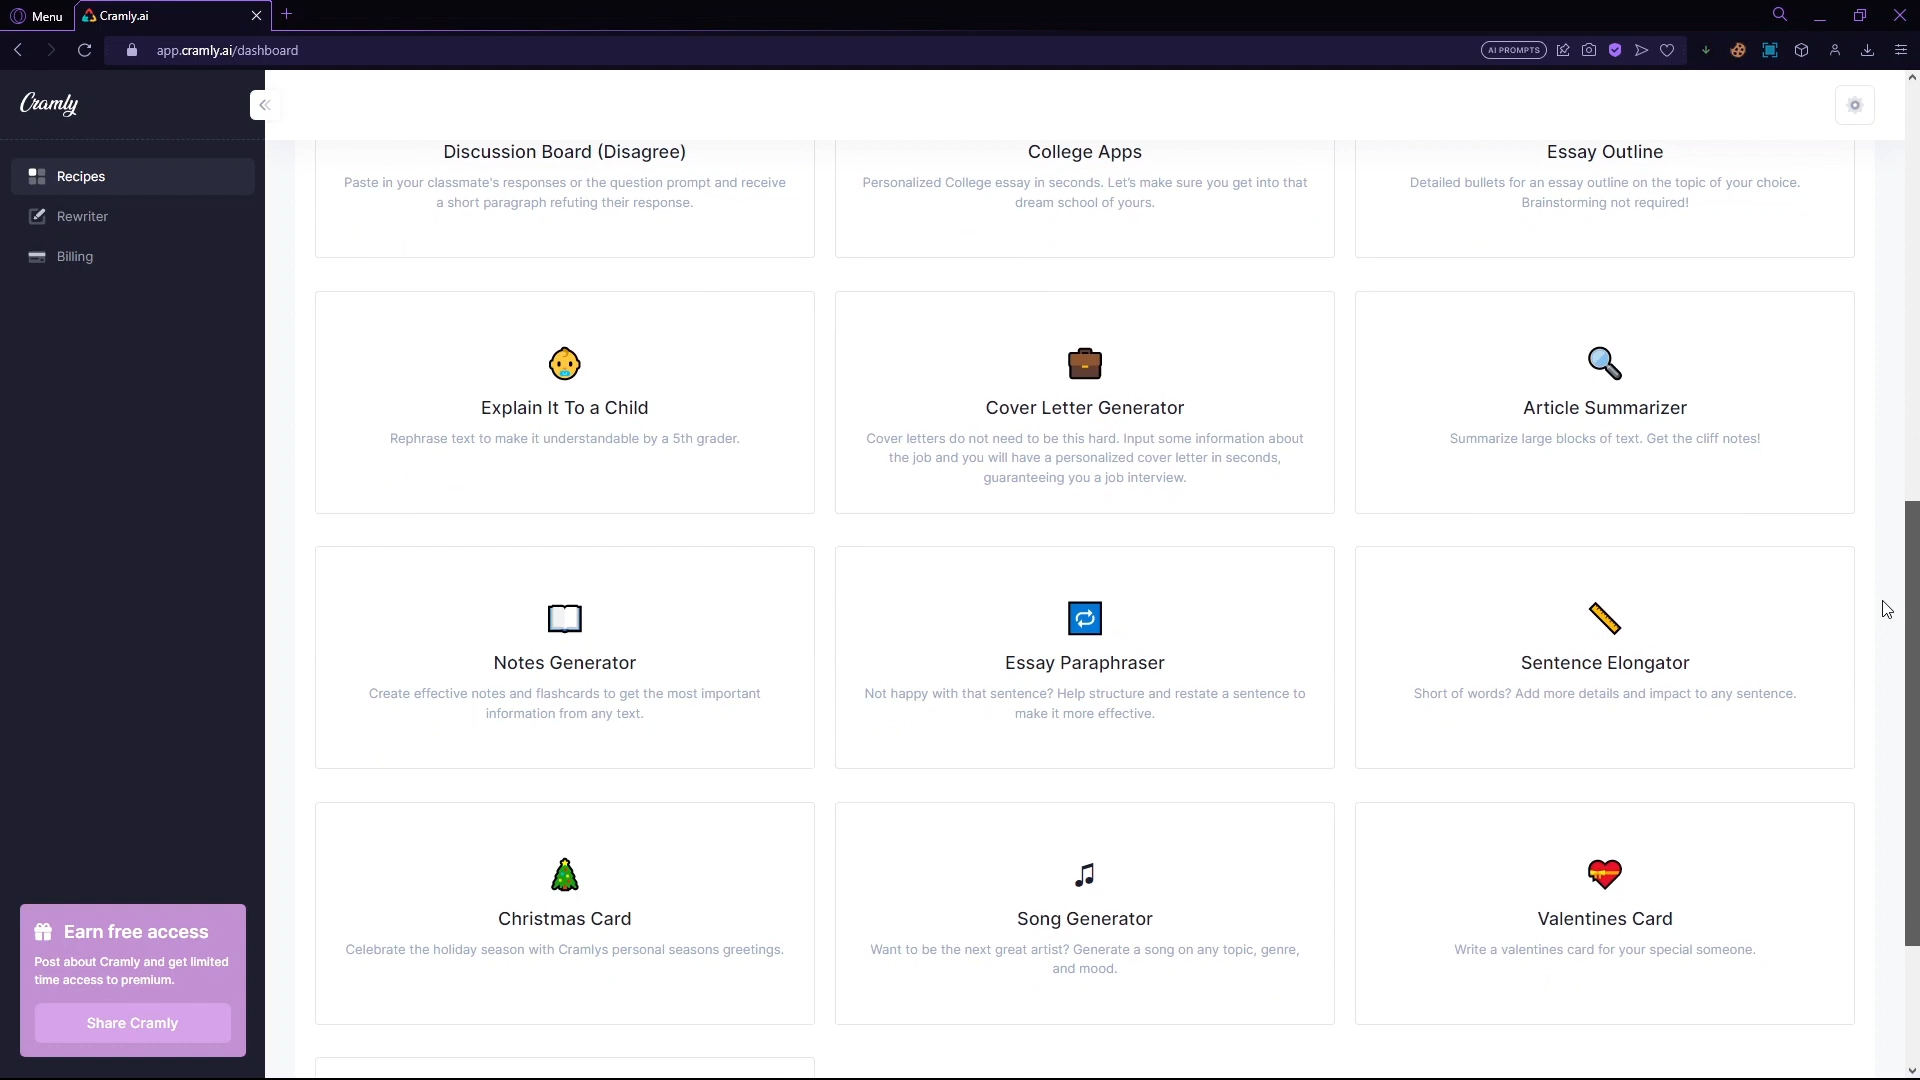 Menu
Cramly.ai
app.cramly.ai/dashboard
AI PROMPTS
Cramly
Recipes
Rewriter
Billing
Discussion Board (Disagree)
Paste in your classmate's responses or the question prompt and receive
a short paragraph refuting their response.
College Apps
Personalized College essay in seconds. Let's make sure you get into that
dream school of yours.
Essay Outline
Detailed bullets for an essay outline on the topic of your choice.
Brainstorming not required!
Explain It To a Child
Rephrase text to make it understandable by a 5th grader.
Cover Letter Generator
Cover letters do not need to be this hard. Input some information about
the job and you will have a personalized cover letter in seconds,
guaranteeing you a job interview.
Article Summarizer
Summarize large blocks of text. Get the cliff notes!
Notes Generator
Create effective notes and flashcards to get the most important
information from any text.
Essay Paraphraser
Not happy with that sentence? Help structure and restate a sentence to
make it more effective.
Sentence Elongator
Short of words? Add more details and impact to any sentence.
Christmas Card
Celebrate the holiday season with Cramlys personal seasons greetings.
Song Generator
Want to be the next great artist? Generate a song on any topic, genre,
and mood.
Valentines Card
Write a valentines card for your special someone.
Earn free access
Post about Cramly and get limited
time access to premium.
Share Cramly